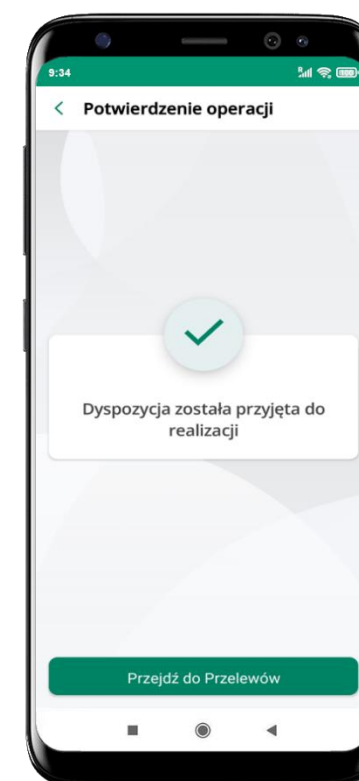 9:34
Potwierdzenie operacji
Dyspozycja została przyjęta do
realizacji
Przejdź do Przelewów